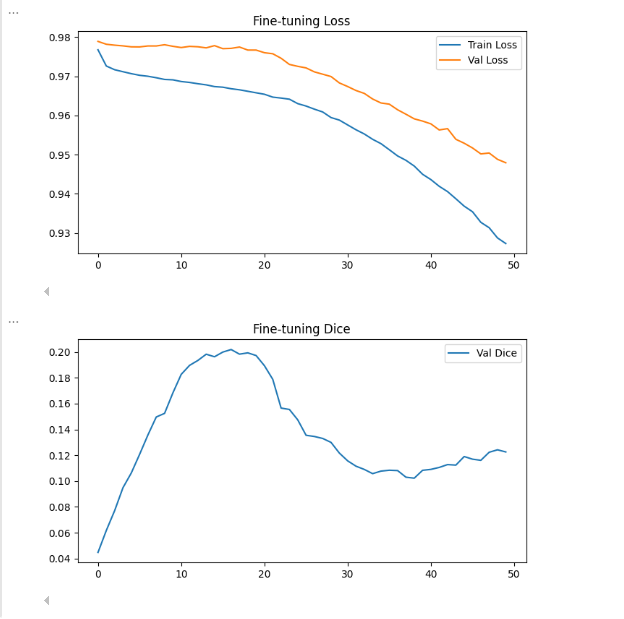 ...
Fine-tuning Loss
0.98
0.97
0.96
0.95
0.94
0.93
Train Loss
Val Loss
0 10 20 30 40 50
...
Fine-tuning Dice
0.20
0.18
0.16
0.14
0.12
0.10
0.08
0.06
0.04
Val Dice
0 10 20 30 40 50